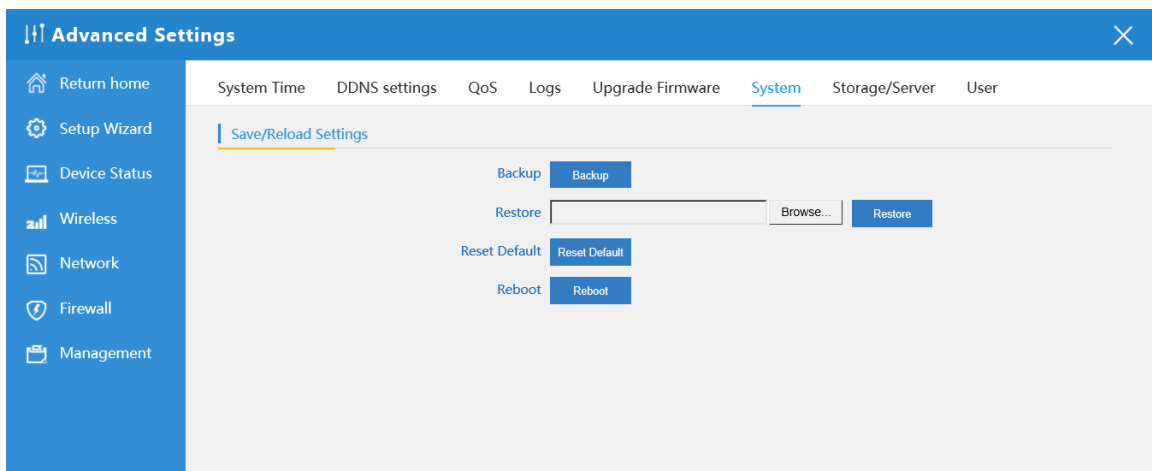 Advanced Settings
Return home
Setup Wizard
Device Status
Wireless
Network
Firewall
Management
System Time DDNS settings QoS Logs Upgrade Firmware System Storage/Server User
Save/Reload Settings
Backup Backup
Restore Browse... Restore
Reset Default Reset Default
Reboot Reboot